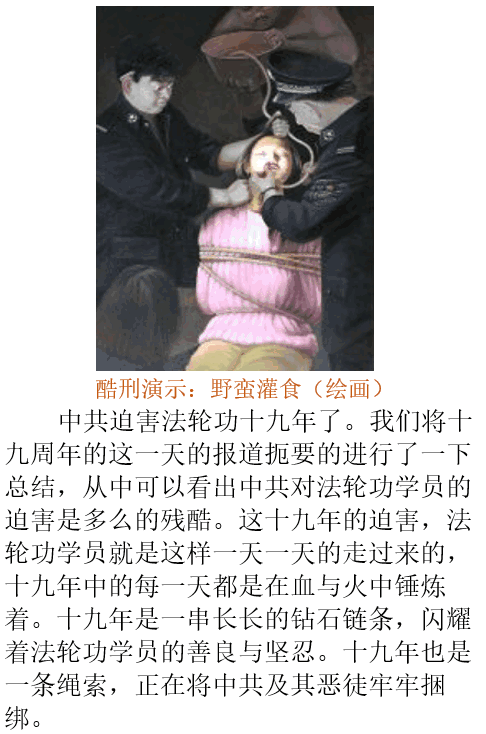 酷刑演示：野蛮灌食（绘画）
中共迫害法轮功十九年了。我们将十
九周年的这一天的报道扼要的进行了一下
总结，从中可以看出中共对法轮功学员的
迫害是多么的残酷。这十九年的迫害，法
轮功学员就是这样一天一天的走过来的，
十九年中的每一天都是在血与火中锤炼
着。十九年是一串长长的钻石链条，闪耀
着法轮功学员的善良与坚忍。十九年也是
一条绳索，正在将中共及其恶徒牢牢捆
绑。